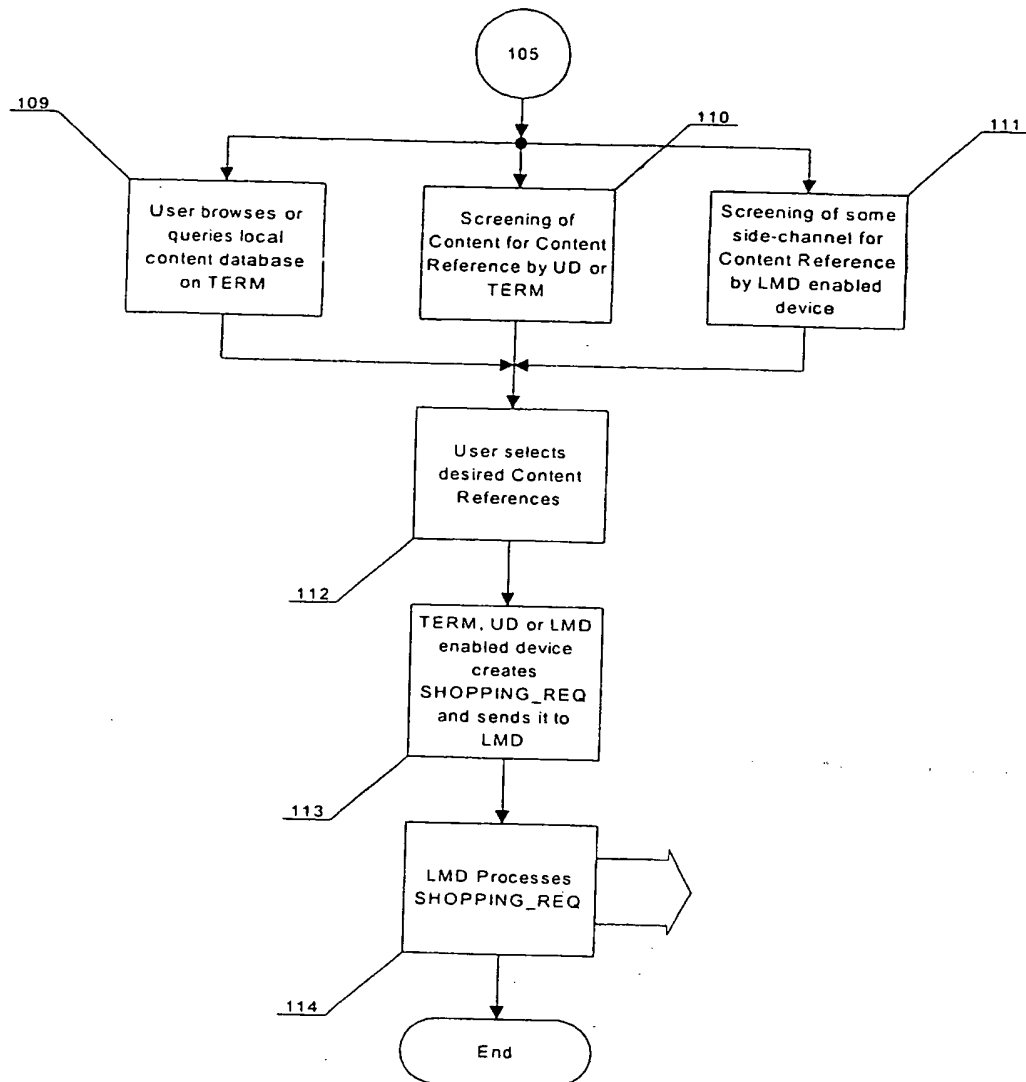 105
109
110
111
User browses or
queries local
content database
on TERM
Screening of
Content for Content
Reference by UD or
TERM
Screening of some
side-channel for
Content Reference
by LMD enabled
device
User selects
desired Content
References
112
TERM, UD or LMD
enabled device
creates
SHOPPING_REQ
and sends it to
LMD
113
LMD Processes
SHOPPING_REQ
114
End